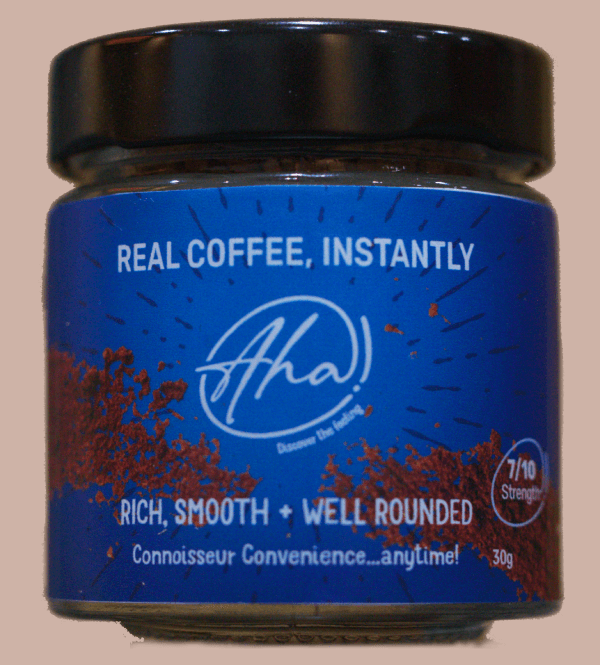 REAL COFFEE, INSTANTLY
Aha!
Discover the feeling
7/10
Strength
RICH, SMOOTH + WELL ROUNDED
Connoisseur Convenience...anytime!
30g